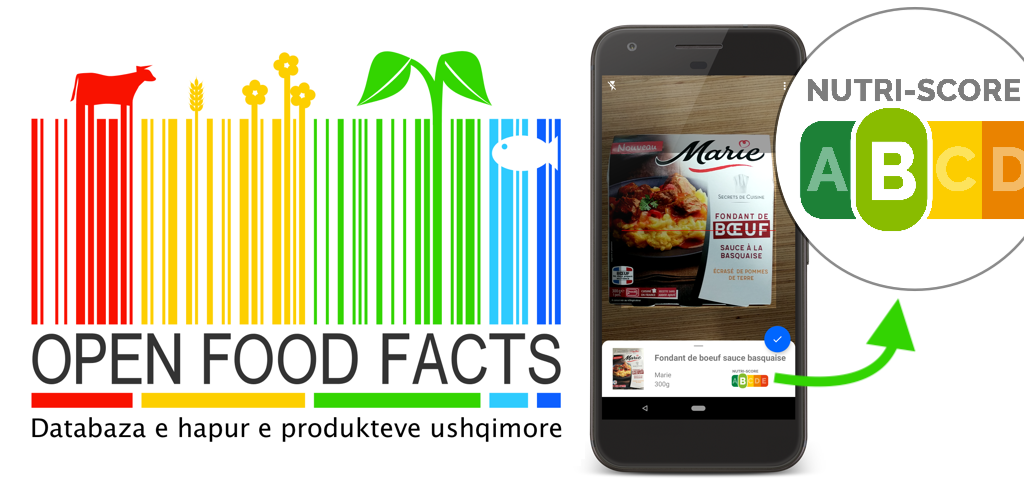 OPEN FOOD FACTS
Databaza e hapur e produkteve ushqimore
Nouveau
Marie
SECRETS DE CUISINE
FONDANT DE
BŒUF
SAUCE À LA
BASQUAISE
ÉCRASÉ DE POMMES
DE TERRE
Marie
Fondant de boeuf sauce basquaise
Marie
300g
NUTRI-SCORE
A B C D E
NUTRI-SCORE
A B C D